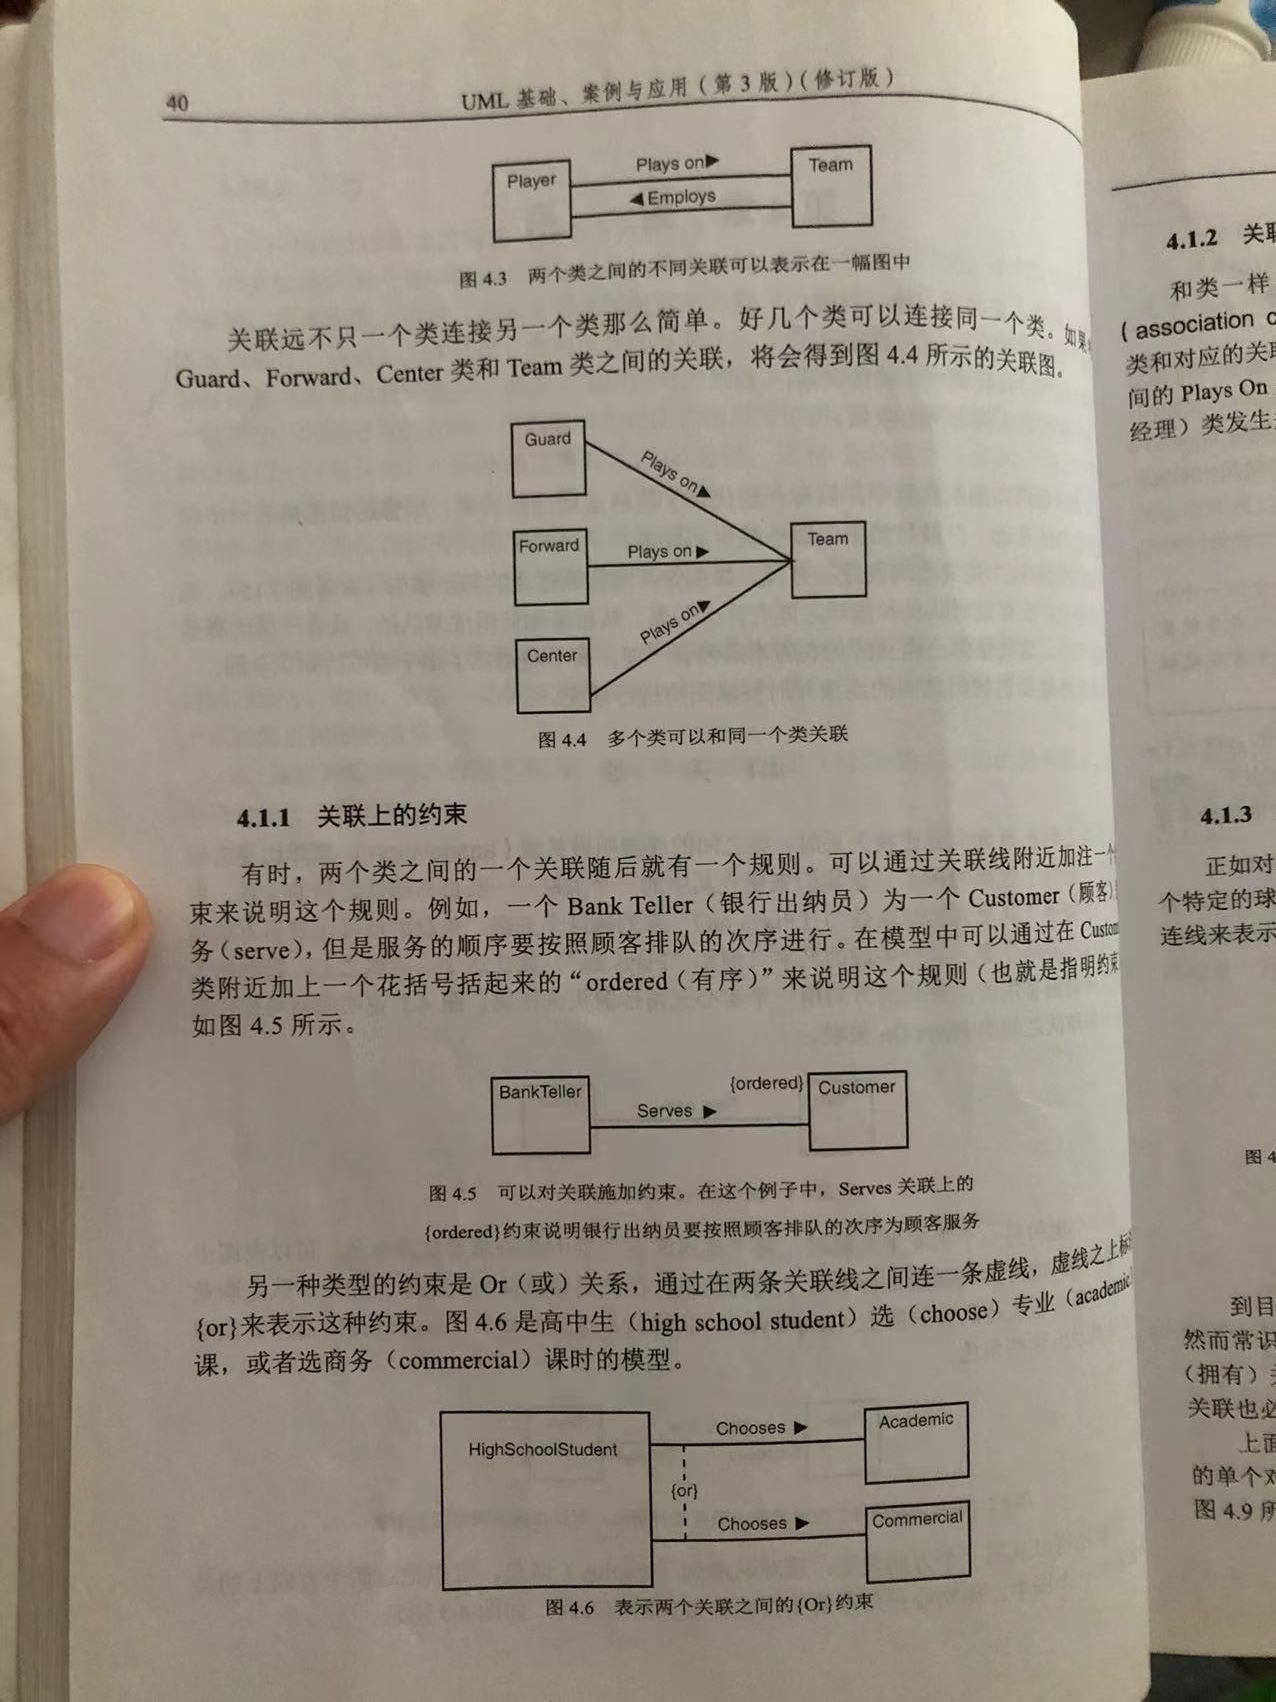 40
UML 基础、案例与应用（第 3 版）（修订版）
Player
Plays on▶
Team
◀Employs
图 4.3 两个类之间的不同关联可以表示在一幅图中
关联远不只一个类连接另一个类那么简单。好几个类可以连接同一个类。如果
Guard、Forward、Center 类和 Team 类之间的关联，将会得到图 4.4 所示的关联图。
Guard
Plays on▶
Forward
Plays on ▶
Team
Center
Plays on▶
图 4.4 多个类可以和同一个类关联
4.1.1 关联上的约束
有时，两个类之间的一个关联随后就有一个规则。可以通过关联线附近加注一个
束来说明这个规则。例如，一个 Bank Teller（银行出纳员）为一个 Customer（顾客）
务（serve），但是服务的顺序要按照顾客排队的次序进行。在模型中可以通过在 Custom
类附近加上一个花括号括起来的“ordered（有序）”来说明这个规则（也就是指明约束
如图 4.5 所示。
BankTeller
Serves ▶
{ordered}
Customer
图 4.5 可以对关联施加约束。在这个例子中，Serves 关联上的
{ordered}约束说明银行出纳员要按照顾客排队的次序为顾客服务
另一种类型的约束是 Or（或）关系，通过在两条关联线之间连一条虚线，虚线之上标
{or}来表示这种约束。图 4.6 是高中生（high school student）选（choose）专业（academic
课，或者选商务（commercial）课时的模型。
HighSchoolStudent
Chooses ▶
Academic
{or}
Chooses ▶
Commercial
图 4.6 表示两个关联之间的{Or}约束
4.1.2 关联
和类一样
（association c
类和对应的关联
间的 Plays On
经理）类发生
4.1.3
正如对
个特定的球
连线来表示
图 4
到目
然而常识
（拥有）
关联也必
上面
的单个对
图 4.9 所